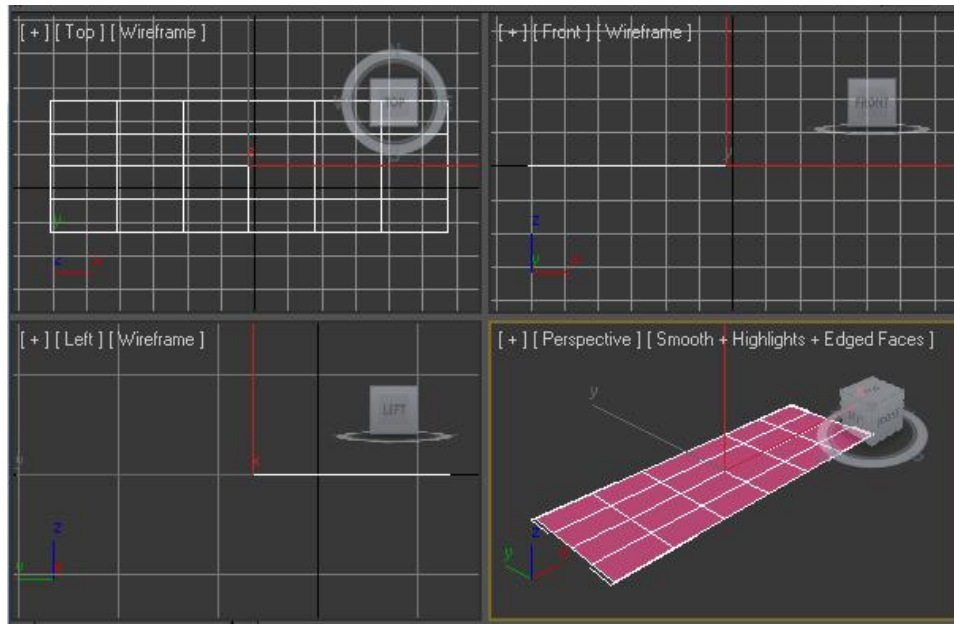 [ + ] [ Top ] [ Wireframe ]
TOP
y
z x
[ + ] [ Front ] [ Wireframe ]
FRONT
z
y x
[ + ] [ Left ] [ Wireframe ]
LEFT
z
y x
[ + ] [ Perspective ] [ Smooth + Highlights + Edged Faces ]
y
z
y x